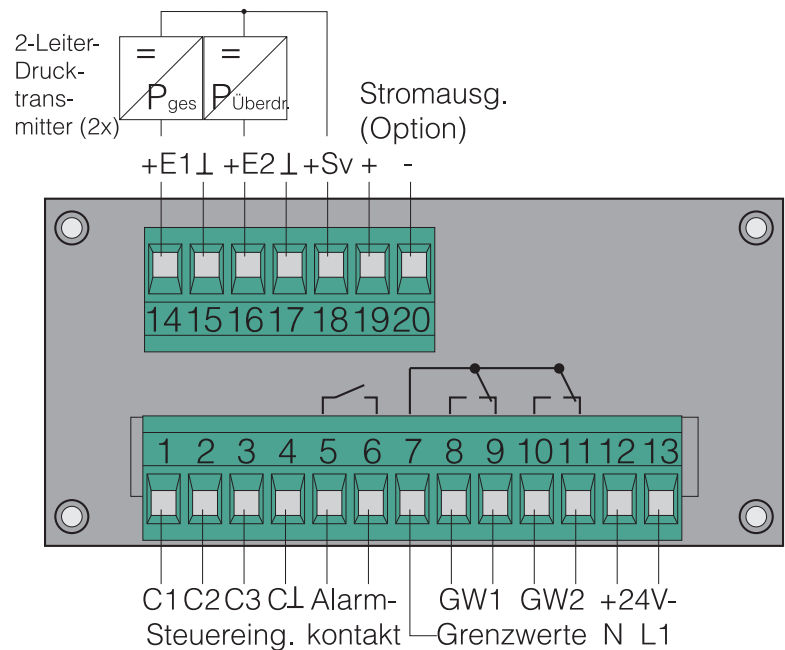 2-Leiter-
Druck-
trans-
mitter (2x)
= =
Pges PÜberdr.
Stromausg.
(Option)
+E1⊥ +E2⊥ +Sv + -
14 15 16 17 18 19 20
1 2 3 4 5 6 7 8 9 10 11 12 13
C1 C2 C3 C⊥ Alarm- GW1 GW2 +24V-
Steuereing. kontakt Grenzwerte N L1